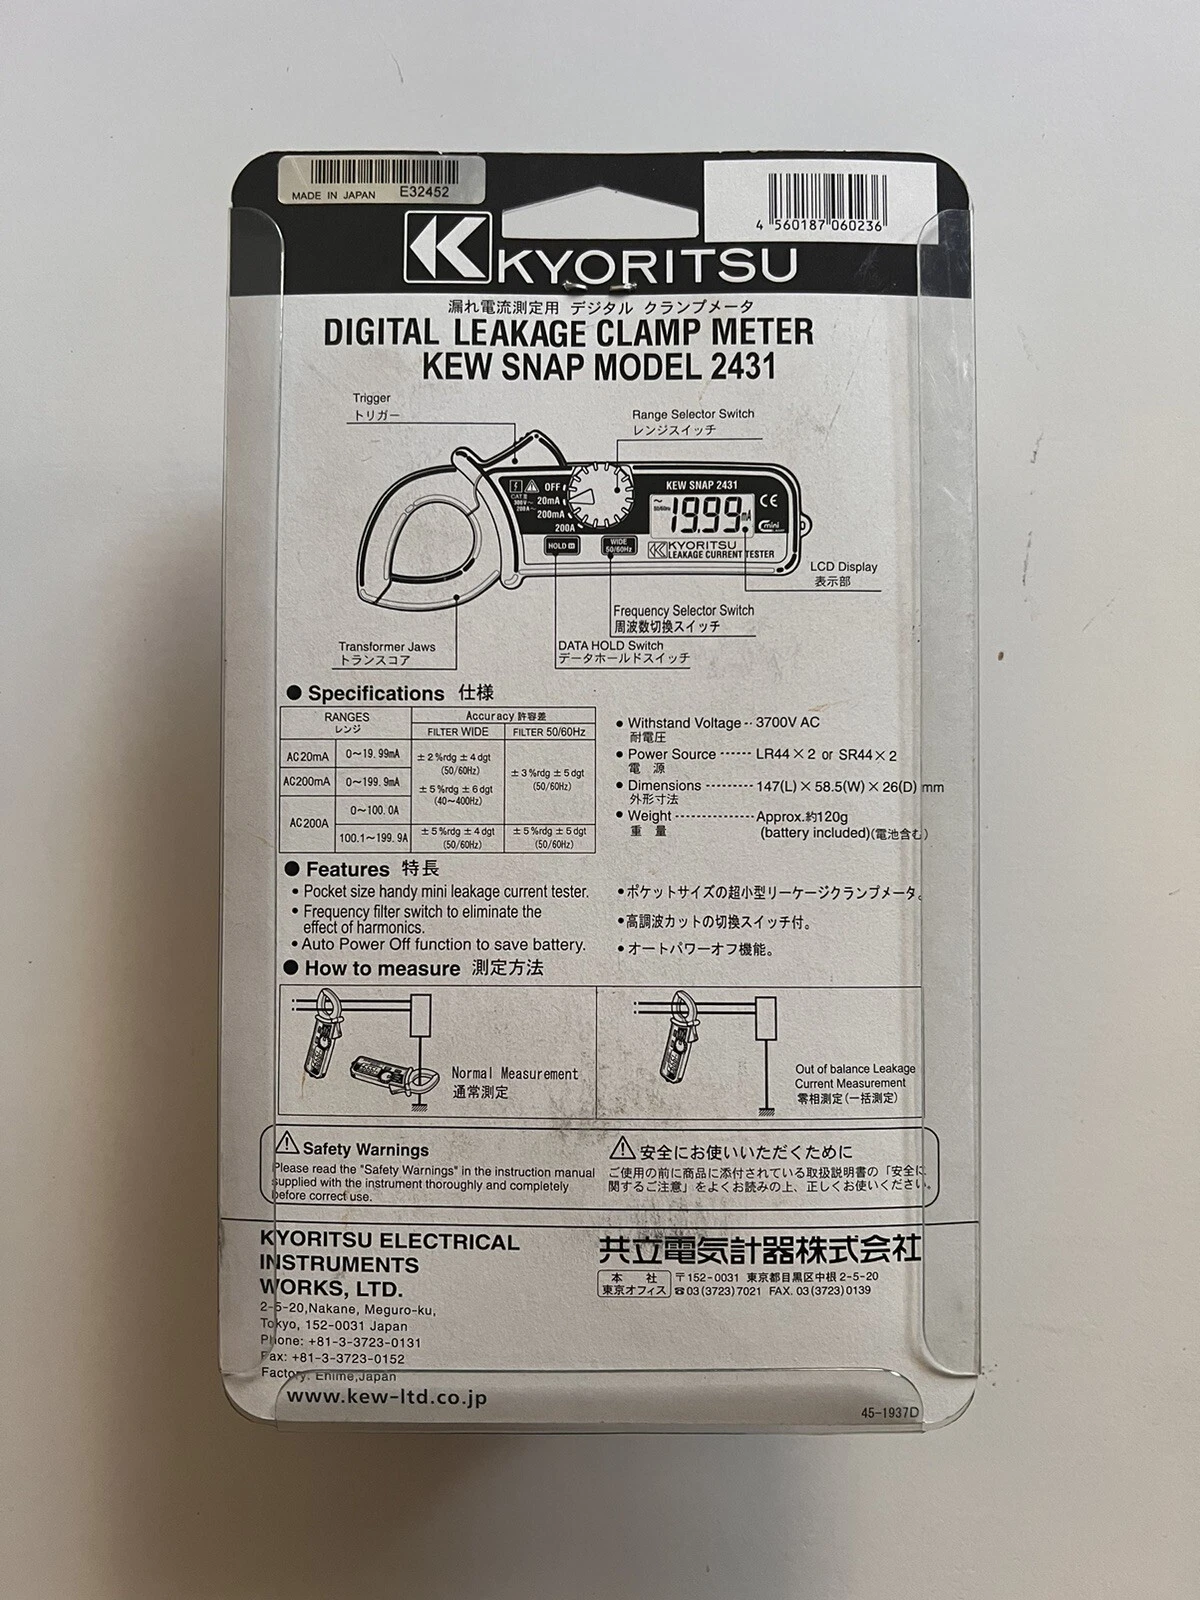 MADE IN JAPAN E32452
4 560187 060236
KYORITSU
漏れ電流測定用 デジタル クランプメータ
DIGITAL LEAKAGE CLAMP METER
KEW SNAP MODEL 2431
Trigger
トリガー
Range Selector Switch
レンジスイッチ
OFF
20mA
200mA
200A
CAT III
300V~
200A~
KEW SNAP 2431
~
50/60Hz
19.99mA
CE
mini
HOLD
WIDE
50/60Hz
KYORITSU
LEAKAGE CURRENT TESTER
LCD Display
表示部
Frequency Selector Switch
周波数切換スイッチ
DATA HOLD Switch
データホールドスイッチ
Transformer Jaws
トランスコア
● Specifications 仕様
RANGES
レンジ
Accuracy 許容差
FILTER WIDE FILTER 50/60Hz
AC20mA 0～19.99mA
±2%rdg±4dgt
(50/60Hz)
±3%rdg±5dgt
(50/60Hz)
AC200mA 0～199.9mA
±5%rdg±6dgt
(40～400Hz)
AC200A 0～100.0A
100.1～199.9A
±5%rdg±4dgt
(50/60Hz)
±5%rdg±5dgt
(50/60Hz)
● Withstand Voltage·· 3700V AC
耐電圧
● Power Source ······ LR44×2 or SR44×2
電 源
● Dimensions ········· 147(L)×58.5(W)×26(D) mm
外形寸法
● Weight ··············· Approx.約120g
重 量 (battery included)(電池含む)
● Features 特長
• Pocket size handy mini leakage current tester.
• Frequency filter switch to eliminate the
effect of harmonics.
• Auto Power Off function to save battery.
•ポケットサイズの超小型リーケージクランプメータ。
•高調波カットの切換スイッチ付。
•オートパワーオフ機能。
● How to measure 測定方法
Normal Measurement
通常測定
Out of balance Leakage
Current Measurement
零相測定(一括測定)
Safety Warnings
Please read the "Safety Warnings" in the instruction manual
supplied with the instrument thoroughly and completely
before correct use.
安全にお使いいただくために
ご使用の前に商品に添付されている取扱説明書の「安全に
関するご注意」をよくお読みの上、正しくお使いください。
KYORITSU ELECTRICAL
INSTRUMENTS
WORKS, LTD.
2-5-20,Nakane, Meguro-ku,
Tokyo, 152-0031 Japan
Phone: +81-3-3723-0131
Fax: +81-3-3723-0152
Factory: Ehime,Japan
www.kew-ltd.co.jp
共立電気計器株式会社
本 社
東京オフィス
〒152-0031 東京都目黒区中根2-5-20
☎03(3723)7021 FAX. 03(3723)0139
45-1937D